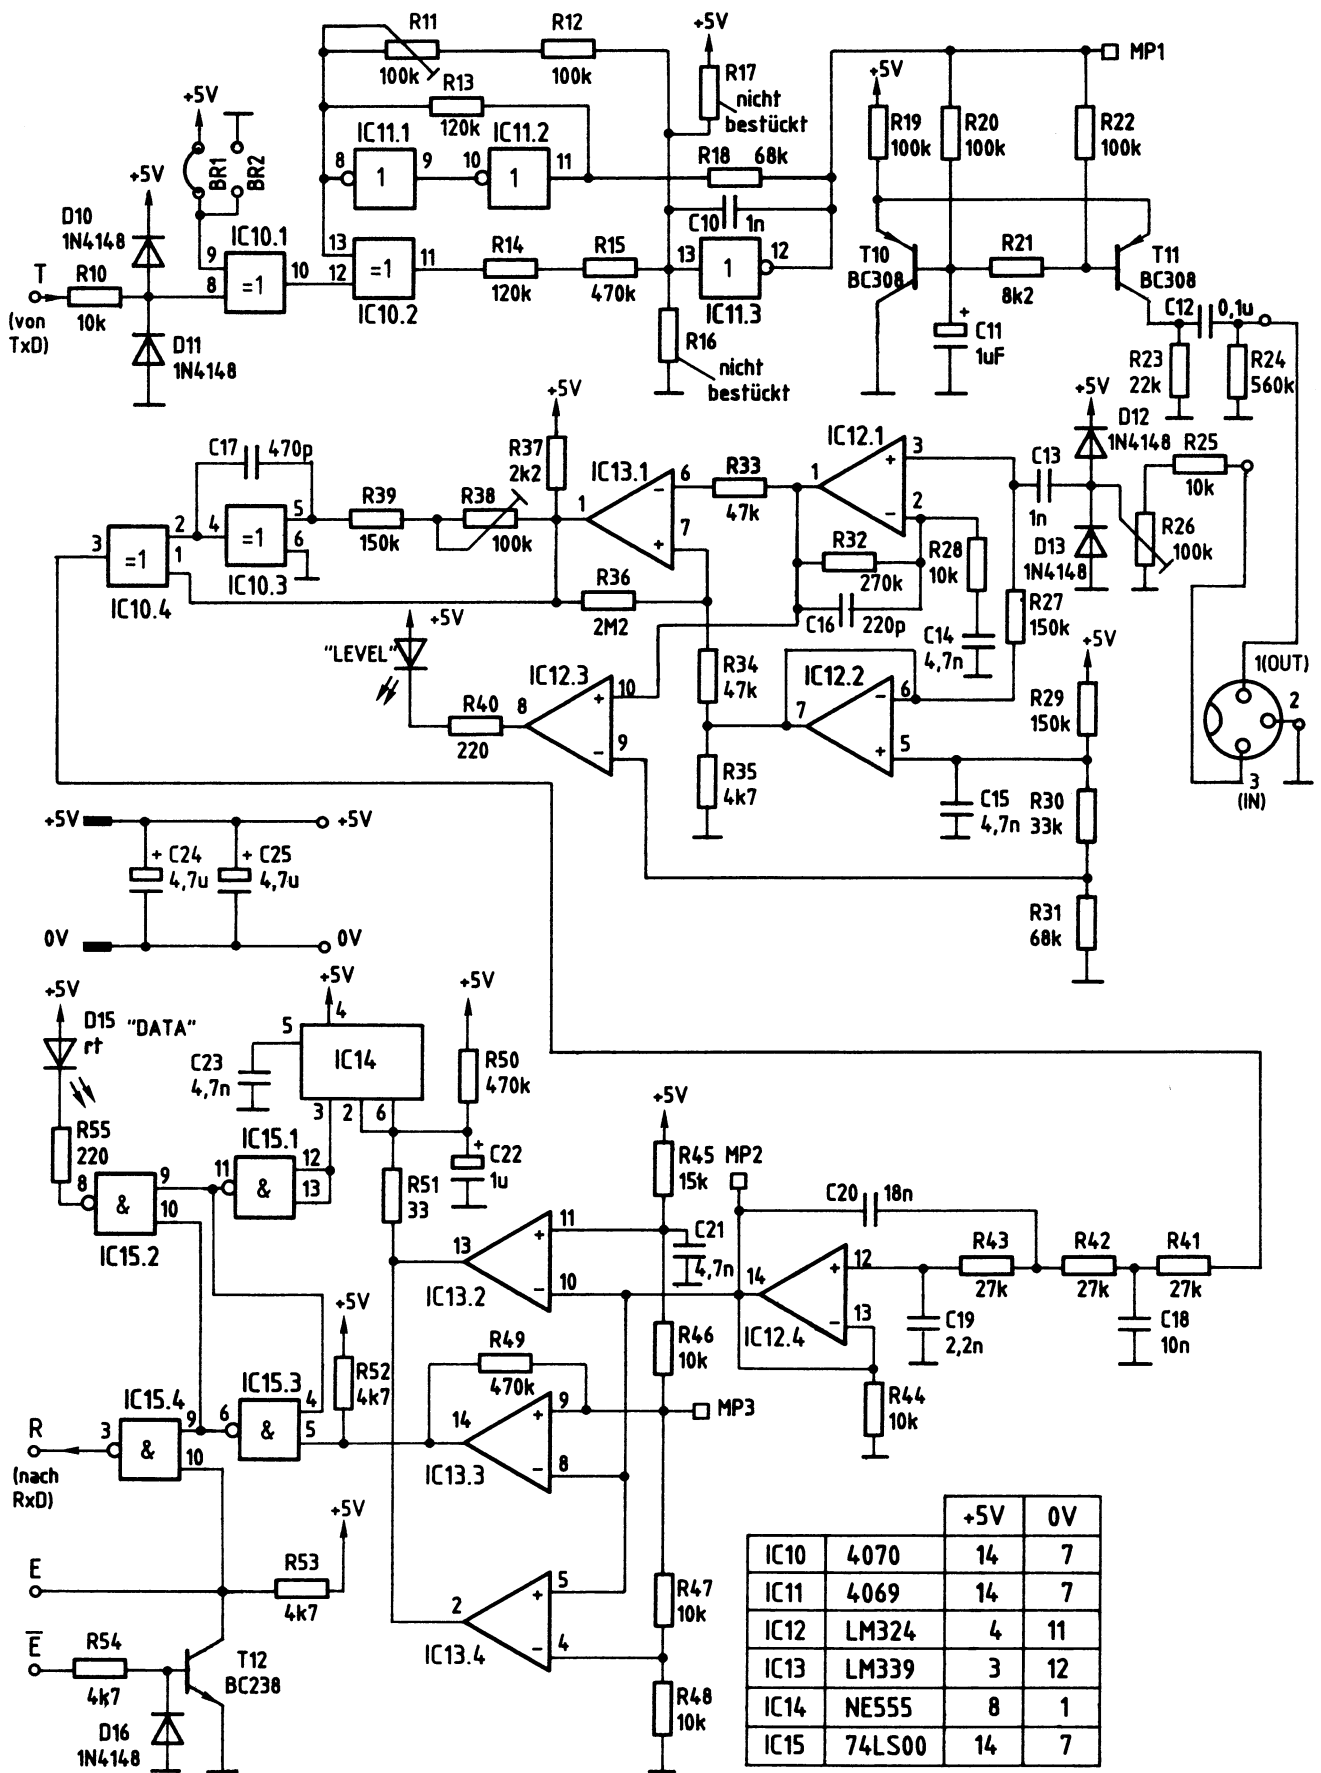 R11
100k
R12
100k
R13
120k
+5V
R17
nicht
bestückt
MP1
+5V
R19
100k
R20
100k
R22
100k
+5V
BR1
BR2
IC11.1
8
1
9
IC11.2
10
1
11
R18
68k
C10
1n
+5V
D10
1N4148
T
(von
TxD)
R10
10k
D11
1N4148
IC10.1
9
8
=1
10
13
12
=1
11
IC10.2
R14
120k
R15
470k
13
1
12
IC11.3
R16
nicht
bestückt
T10
BC308
R21
8k2
T11
BC308
+
C11
1uF
C12
0,1u
R23
22k
R24
560k
C17
470p
+5V
R37
2k2
IC13.1
1
6
7
-
+
R33
47k
IC12.1
1
3
2
+
-
C13
1n
+5V
D12
1N4148
R25
10k
D13
1N4148
R26
100k
3
=1
2
1
IC10.4
4
=1
5
6
IC10.3
R39
150k
R38
100k
R32
270k
C16
220p
R28
10k
C14
4,7n
R27
150k
R36
2M2
+5V
"LEVEL"
R40
220
IC12.3
8
10
9
+
-
R34
47k
R35
4k7
IC12.2
7
6
5
-
+
+5V
R29
150k
C15
4,7n
R30
33k
R31
68k
1(OUT)
2
3
(IN)
+5V
+5V
+
C24
4,7u
+
C25
4,7u
0V
0V
+5V
D15
rt
"DATA"
R55
220
+5V
4
5
IC14
3
2
6
C23
4,7n
+5V
R50
470k
+
C22
1u
R51
33
IC15.1
11
&
12
13
8
&
9
10
IC15.2
+5V
R45
15k
MP2
C21
4,7n
13
11
10
+
-
IC13.2
C20
18n
14
12
13
+
-
IC12.4
R43
27k
R42
27k
R41
27k
C19
2,2n
C18
10n
R46
10k
R44
10k
+5V
R52
4k7
R49
470k
14
9
8
+
-
IC13.3
MP3
IC15.4
3
&
9
10
IC15.3
6
&
4
5
R
(nach
RxD)
+5V
E
R53
4k7
E̅
R54
4k7
T12
BC238
D16
1N4148
2
5
4
+
-
IC13.4
R47
10k
R48
10k
+5V 0V
IC10 4070 14 7
IC11 4069 14 7
IC12 LM324 4 11
IC13 LM339 3 12
IC14 NE555 8 1
IC15 74LS00 14 7